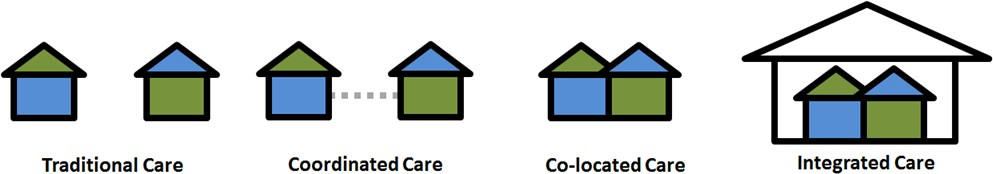 Traditional Care
Coordinated Care
Co-located Care
Integrated Care